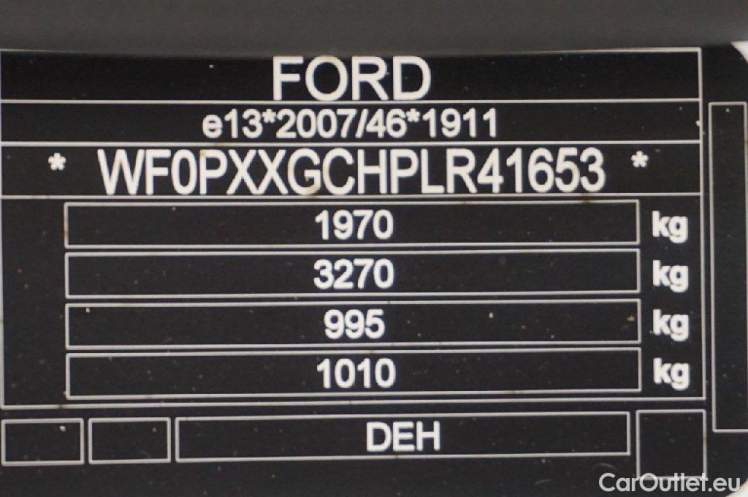 FORD
e13*2007/46*1911
* WF0PXXGCHPLR41653 *
1970 kg
3270 kg
995 kg
1010 kg
DEH
CarOutlet.eu